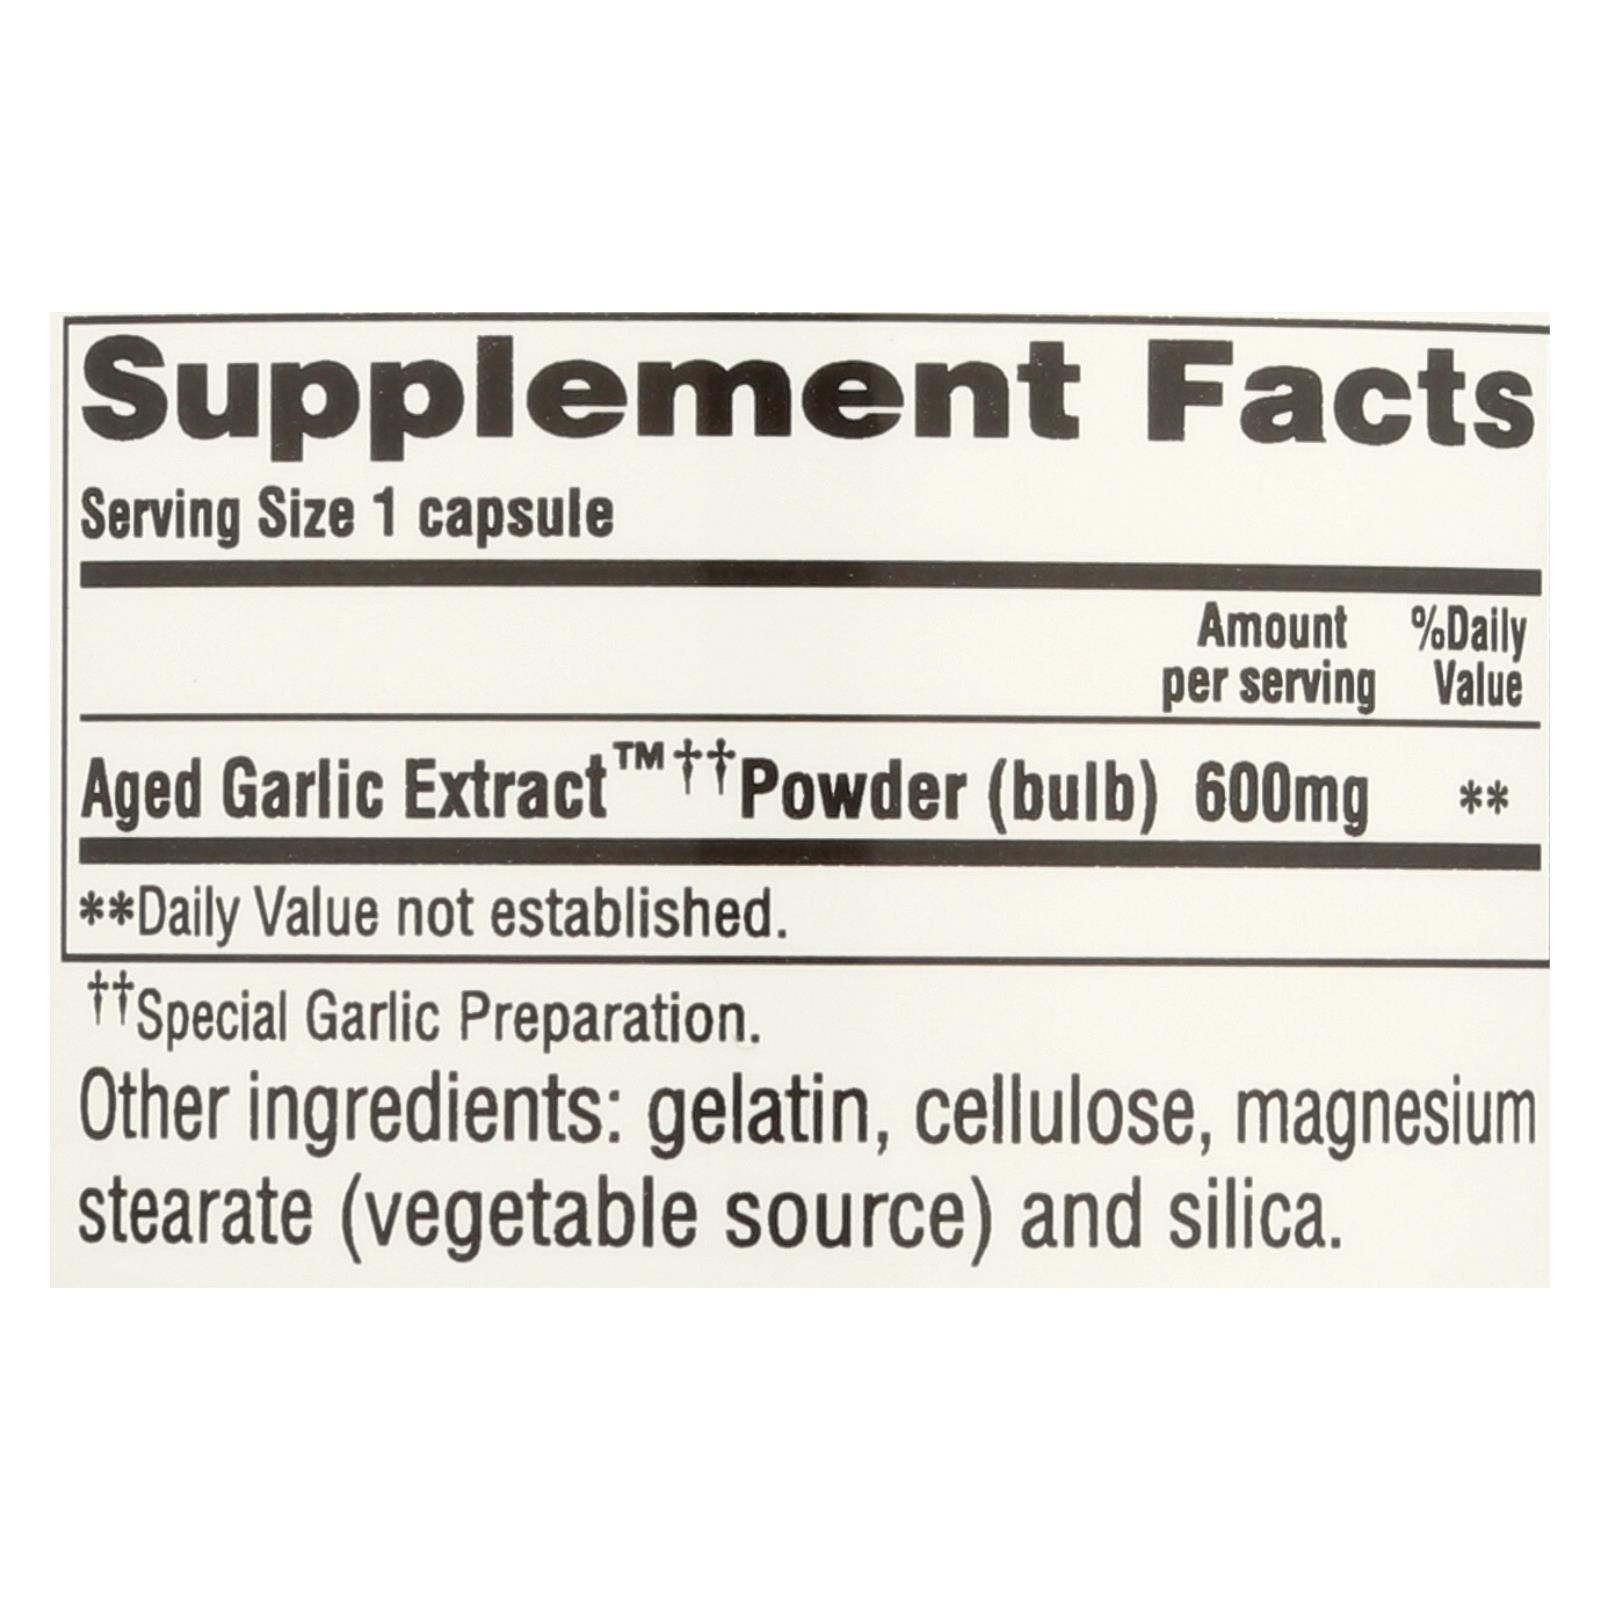 Supplement Facts
Serving Size 1 capsule
Amount per serving %Daily Value
Aged Garlic Extract™††Powder (bulb) 600mg **
**Daily Value not established.
††Special Garlic Preparation.
Other ingredients: gelatin, cellulose, magnesium
stearate (vegetable source) and silica.